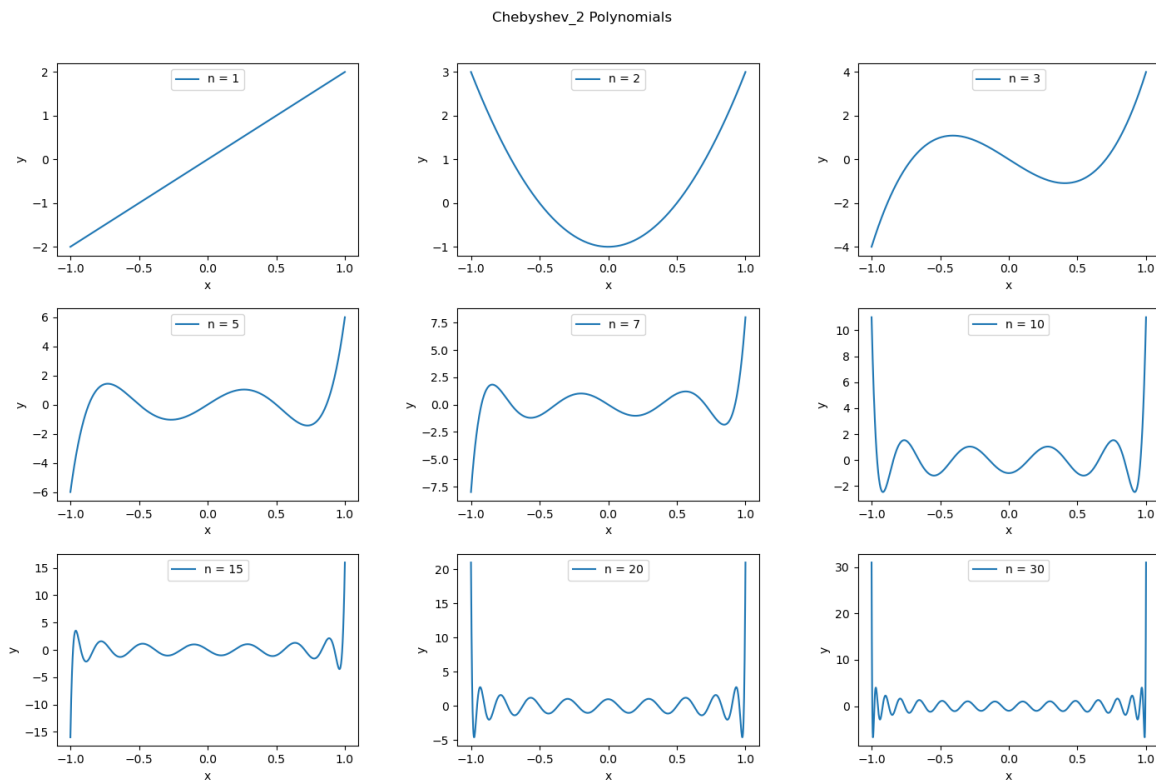 Chebyshev_2 Polynomials
n = 1
2
1
0
−1
−2
y
−1.0 −0.5 0.0 0.5 1.0
x
n = 2
3
2
1
0
−1
y
−1.0 −0.5 0.0 0.5 1.0
x
n = 3
4
2
0
−2
−4
y
−1.0 −0.5 0.0 0.5 1.0
x
n = 5
6
4
2
0
−2
−4
−6
y
−1.0 −0.5 0.0 0.5 1.0
x
n = 7
7.5
5.0
2.5
0.0
−2.5
−5.0
−7.5
y
−1.0 −0.5 0.0 0.5 1.0
x
n = 10
10
8
6
4
2
0
−2
y
−1.0 −0.5 0.0 0.5 1.0
x
n = 15
15
10
5
0
−5
−10
−15
y
−1.0 −0.5 0.0 0.5 1.0
x
n = 20
20
15
10
5
0
−5
y
−1.0 −0.5 0.0 0.5 1.0
x
n = 30
30
20
10
0
y
−1.0 −0.5 0.0 0.5 1.0
x